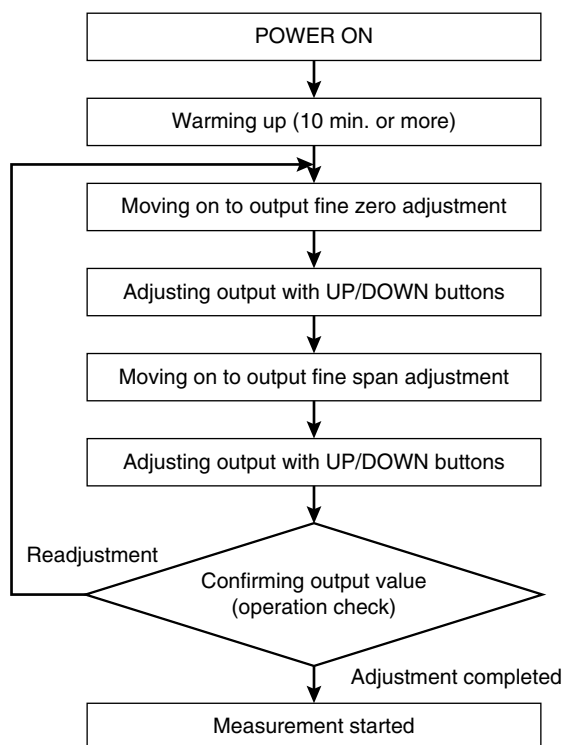 POWER ON
Warming up (10 min. or more)
Moving on to output fine zero adjustment
Adjusting output with UP/DOWN buttons
Moving on to output fine span adjustment
Adjusting output with UP/DOWN buttons
Readjustment
Confirming output value
(operation check)
Adjustment completed
Measurement started